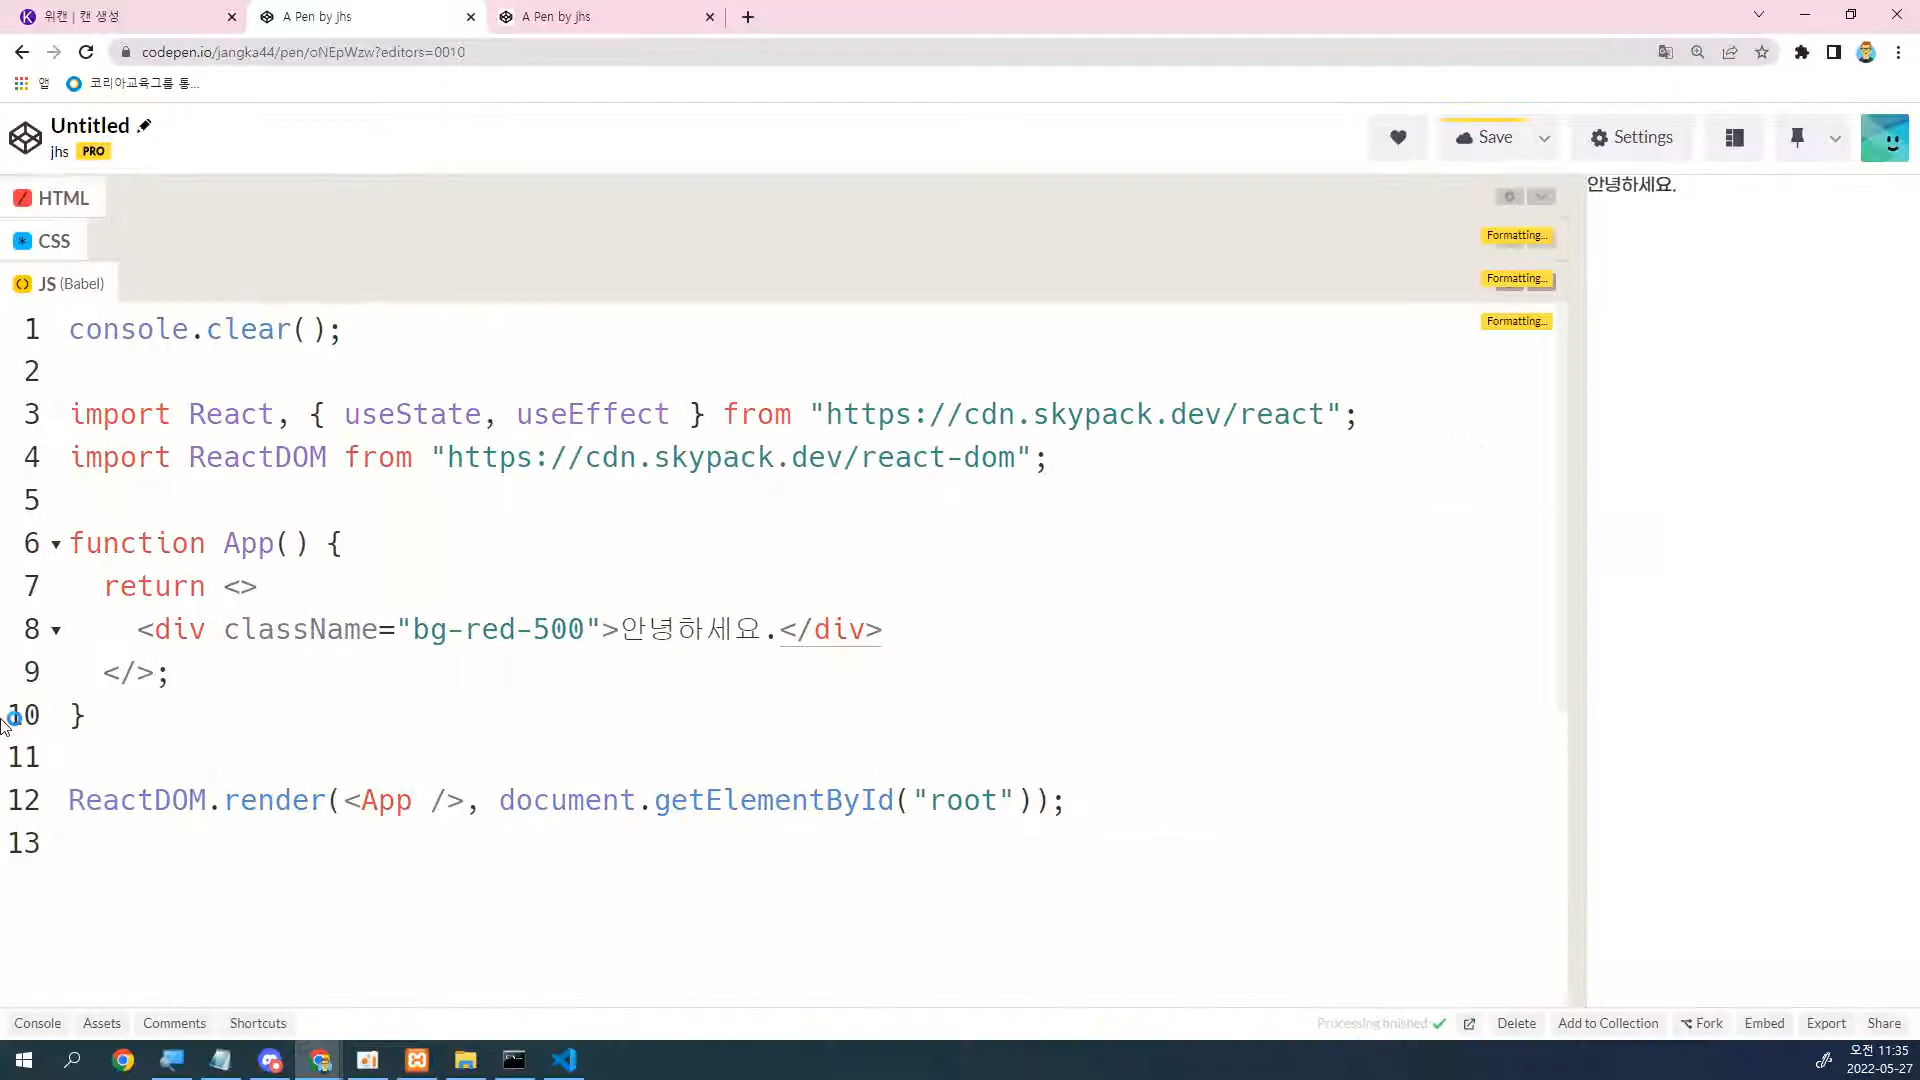 위캔 | 캔 생성
A Pen by jhs
A Pen by jhs
codepen.io/jangka44/pen/oNEpWzw?editors=0010
앱
코리아교육그룹 통...
Untitled
jhs PRO
Save
Settings
HTML
안녕하세요.
CSS
Formatting...
JS (Babel)
Formatting...
Formatting...
1 console.clear();
2
3 import React, { useState, useEffect } from "https://cdn.skypack.dev/react";
4 import ReactDOM from "https://cdn.skypack.dev/react-dom";
5
6 function App() {
7 return <>
8 <div className="bg-red-500">안녕하세요.</div>
9 </>;
10 }
11
12 ReactDOM.render(<App />, document.getElementById("root"));
13
Console Assets Comments Shortcuts Processing finished Delete Add to Collection Fork Embed Export Share
오전 11:35
2022-05-27